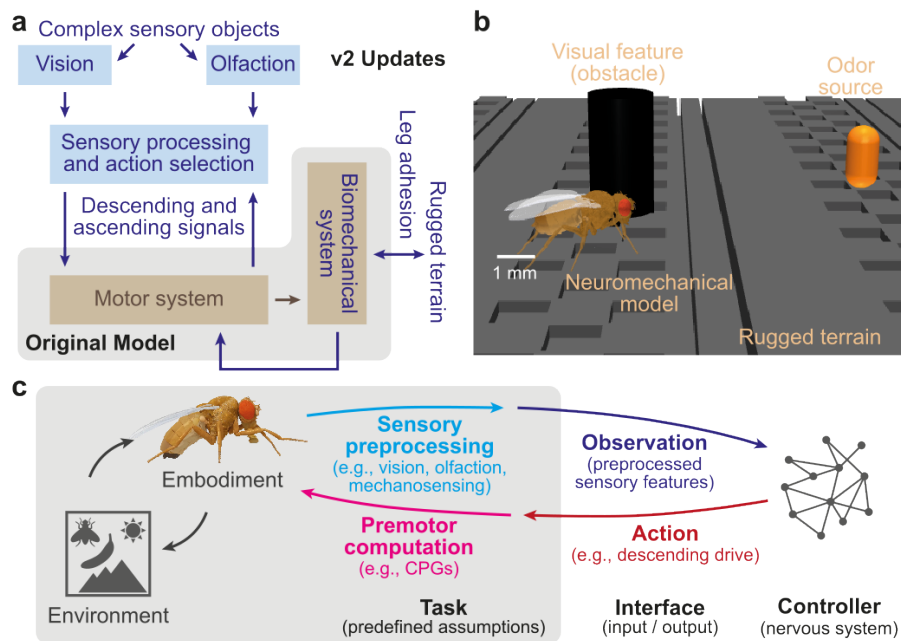 a
Complex sensory objects
Vision
Olfaction
v2 Updates
Sensory processing
and action selection
Descending and
ascending signals
Motor system
Biomechanical
system
Leg adhesion
Rugged terrain
Original Model
b
Visual feature
(obstacle)
Odor
source
1 mm
Neuromechanical
model
Rugged terrain
c
Embodiment
Environment
Sensory
preprocessing
(e.g., vision, olfaction,
mechanosensing)
Premotor
computation
(e.g., CPGs)
Observation
(preprocessed
sensory features)
Action
(e.g., descending drive)
Task
(predefined assumptions)
Interface
(input / output)
Controller
(nervous system)